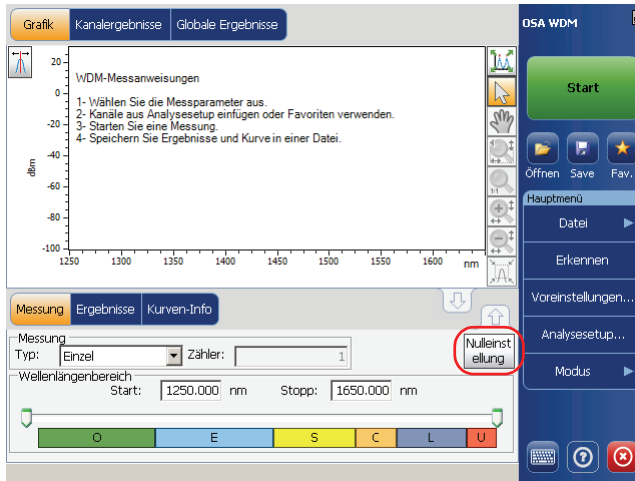 Grafik Kanalergebnisse Globale Ergebnisse
OSA WDM
WDM-Messanweisungen
1- Wählen Sie die Messparameter aus.
2- Kanäle aus Analysesetup einfügen oder Favoriten verwenden.
3- Starten Sie eine Messung.
4- Speichern Sie Ergebnisse und Kurve in einer Datei.
dBm
20
0
-20
-40
-60
-80
-100
1250 1300 1350 1400 1450 1500 1550 1600 nm
1:1
Start
Öffnen Save Fav.
Hauptmenü
Datei
Erkennen
Voreinstellungen...
Analysesetup...
Modus
Messung Ergebnisse Kurven-Info
Messung
Typ: Einzel Zähler: 1
Nulleinst
ellung
Wellenlängenbereich
Start: 1250.000 nm Stopp: 1650.000 nm
O E S C L U